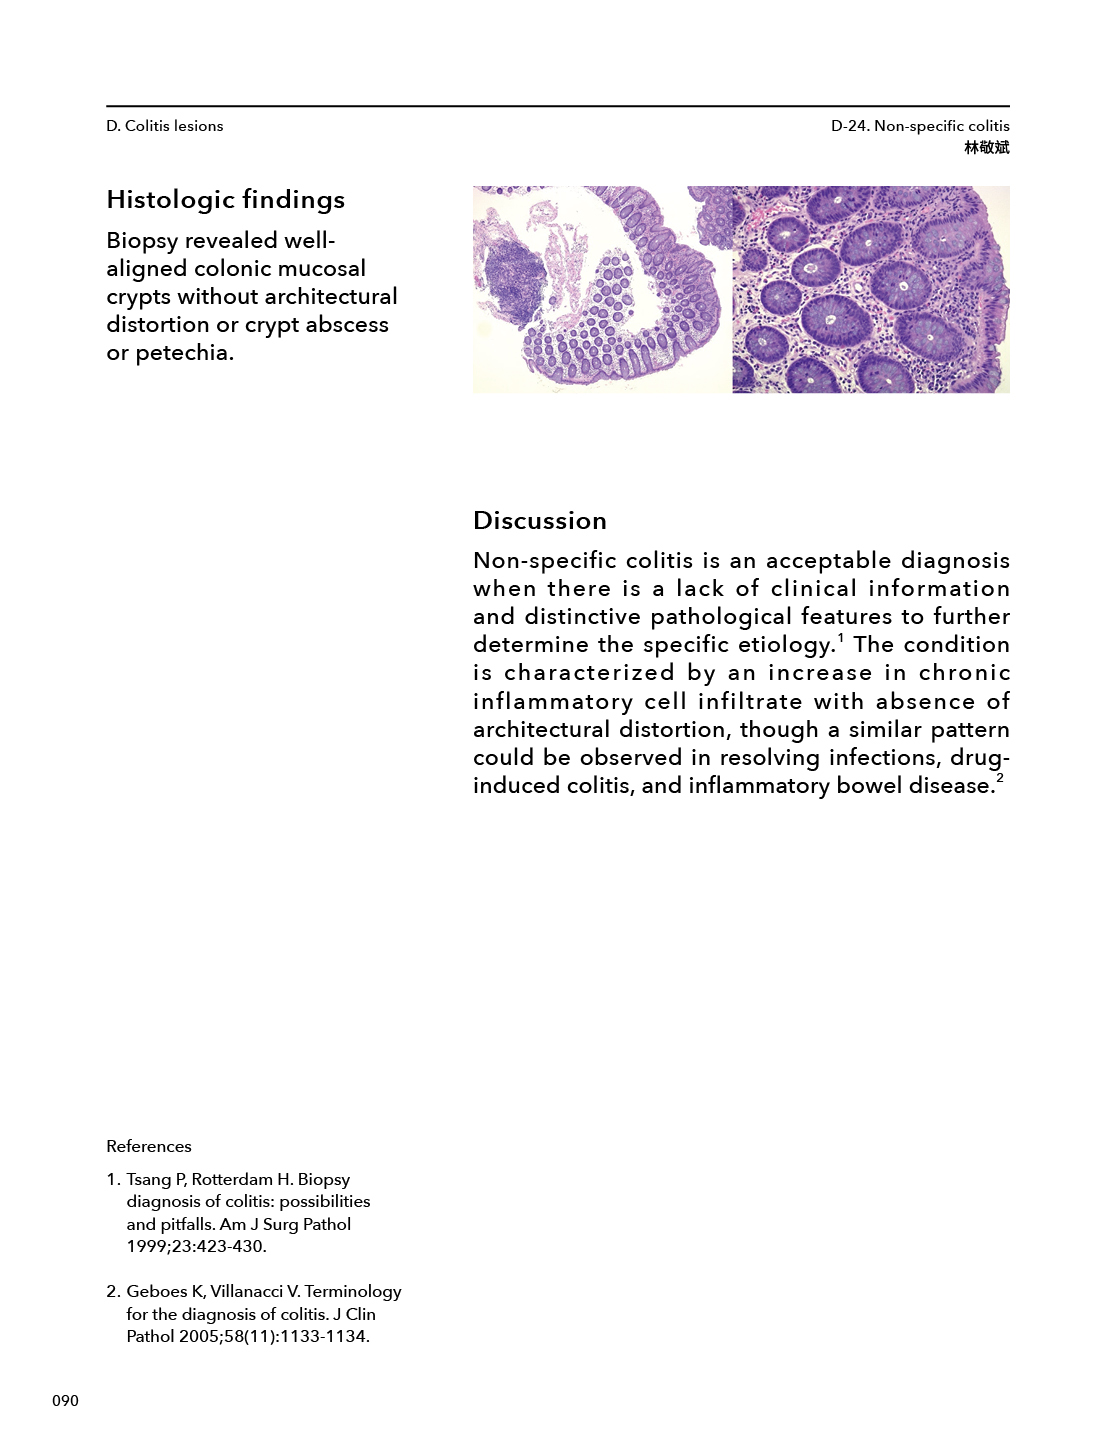 D. Colitis lesions
D-24. Non-specific colitis
林敬斌
Histologic findings
Biopsy revealed well-
aligned colonic mucosal
crypts without architectural
distortion or crypt abscess
or petechia.
Discussion
Non-specific colitis is an acceptable diagnosis
when there is a lack of clinical information
and distinctive pathological features to further
determine the specific etiology.1 The condition
is characterized by an increase in chronic
inflammatory cell infiltrate with absence of
architectural distortion, though a similar pattern
could be observed in resolving infections, drug-
induced colitis, and inflammatory bowel disease.2
References
1. Tsang P, Rotterdam H. Biopsy
diagnosis of colitis: possibilities
and pitfalls. Am J Surg Pathol
1999;23:423-430.
2. Geboes K, Villanacci V. Terminology
for the diagnosis of colitis. J Clin
Pathol 2005;58(11):1133-1134.
090